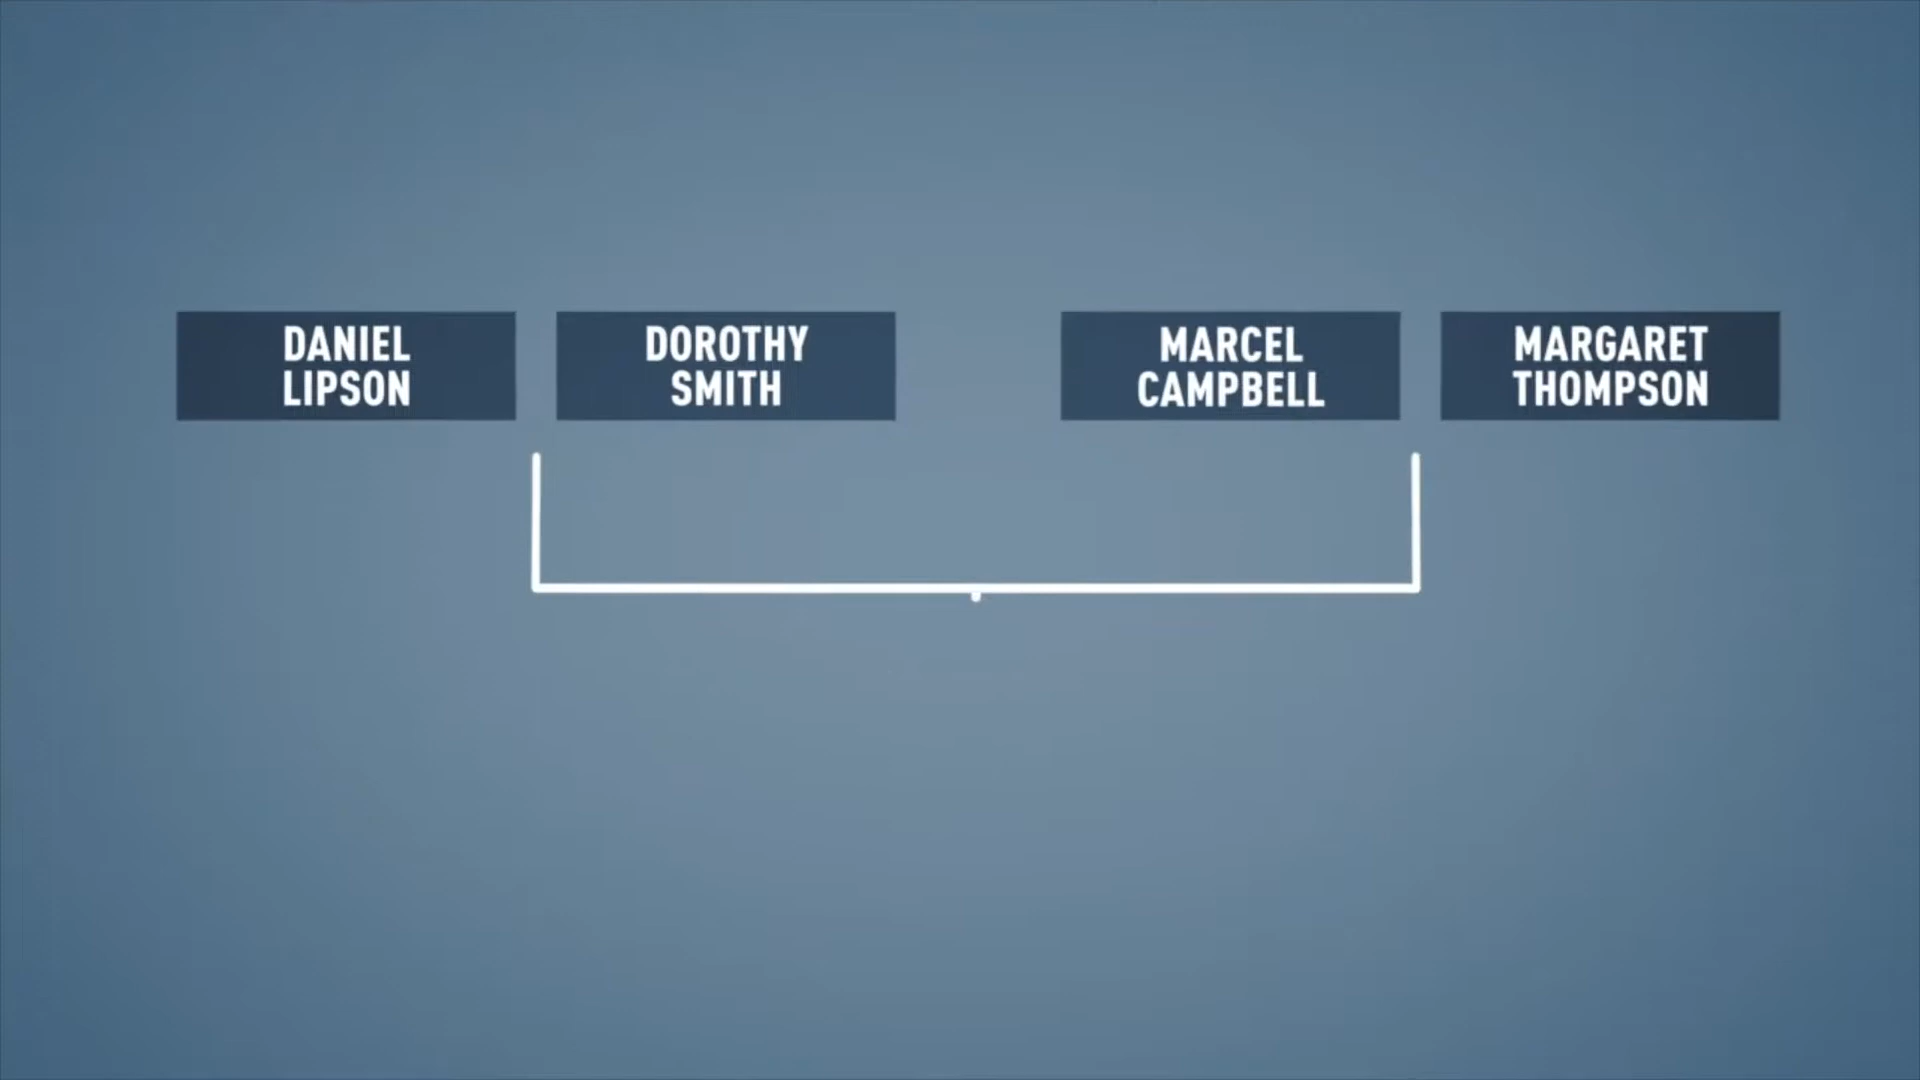 DANIEL
LIPSON
DOROTHY
SMITH
MARCEL
CAMPBELL
MARGARET
THOMPSON